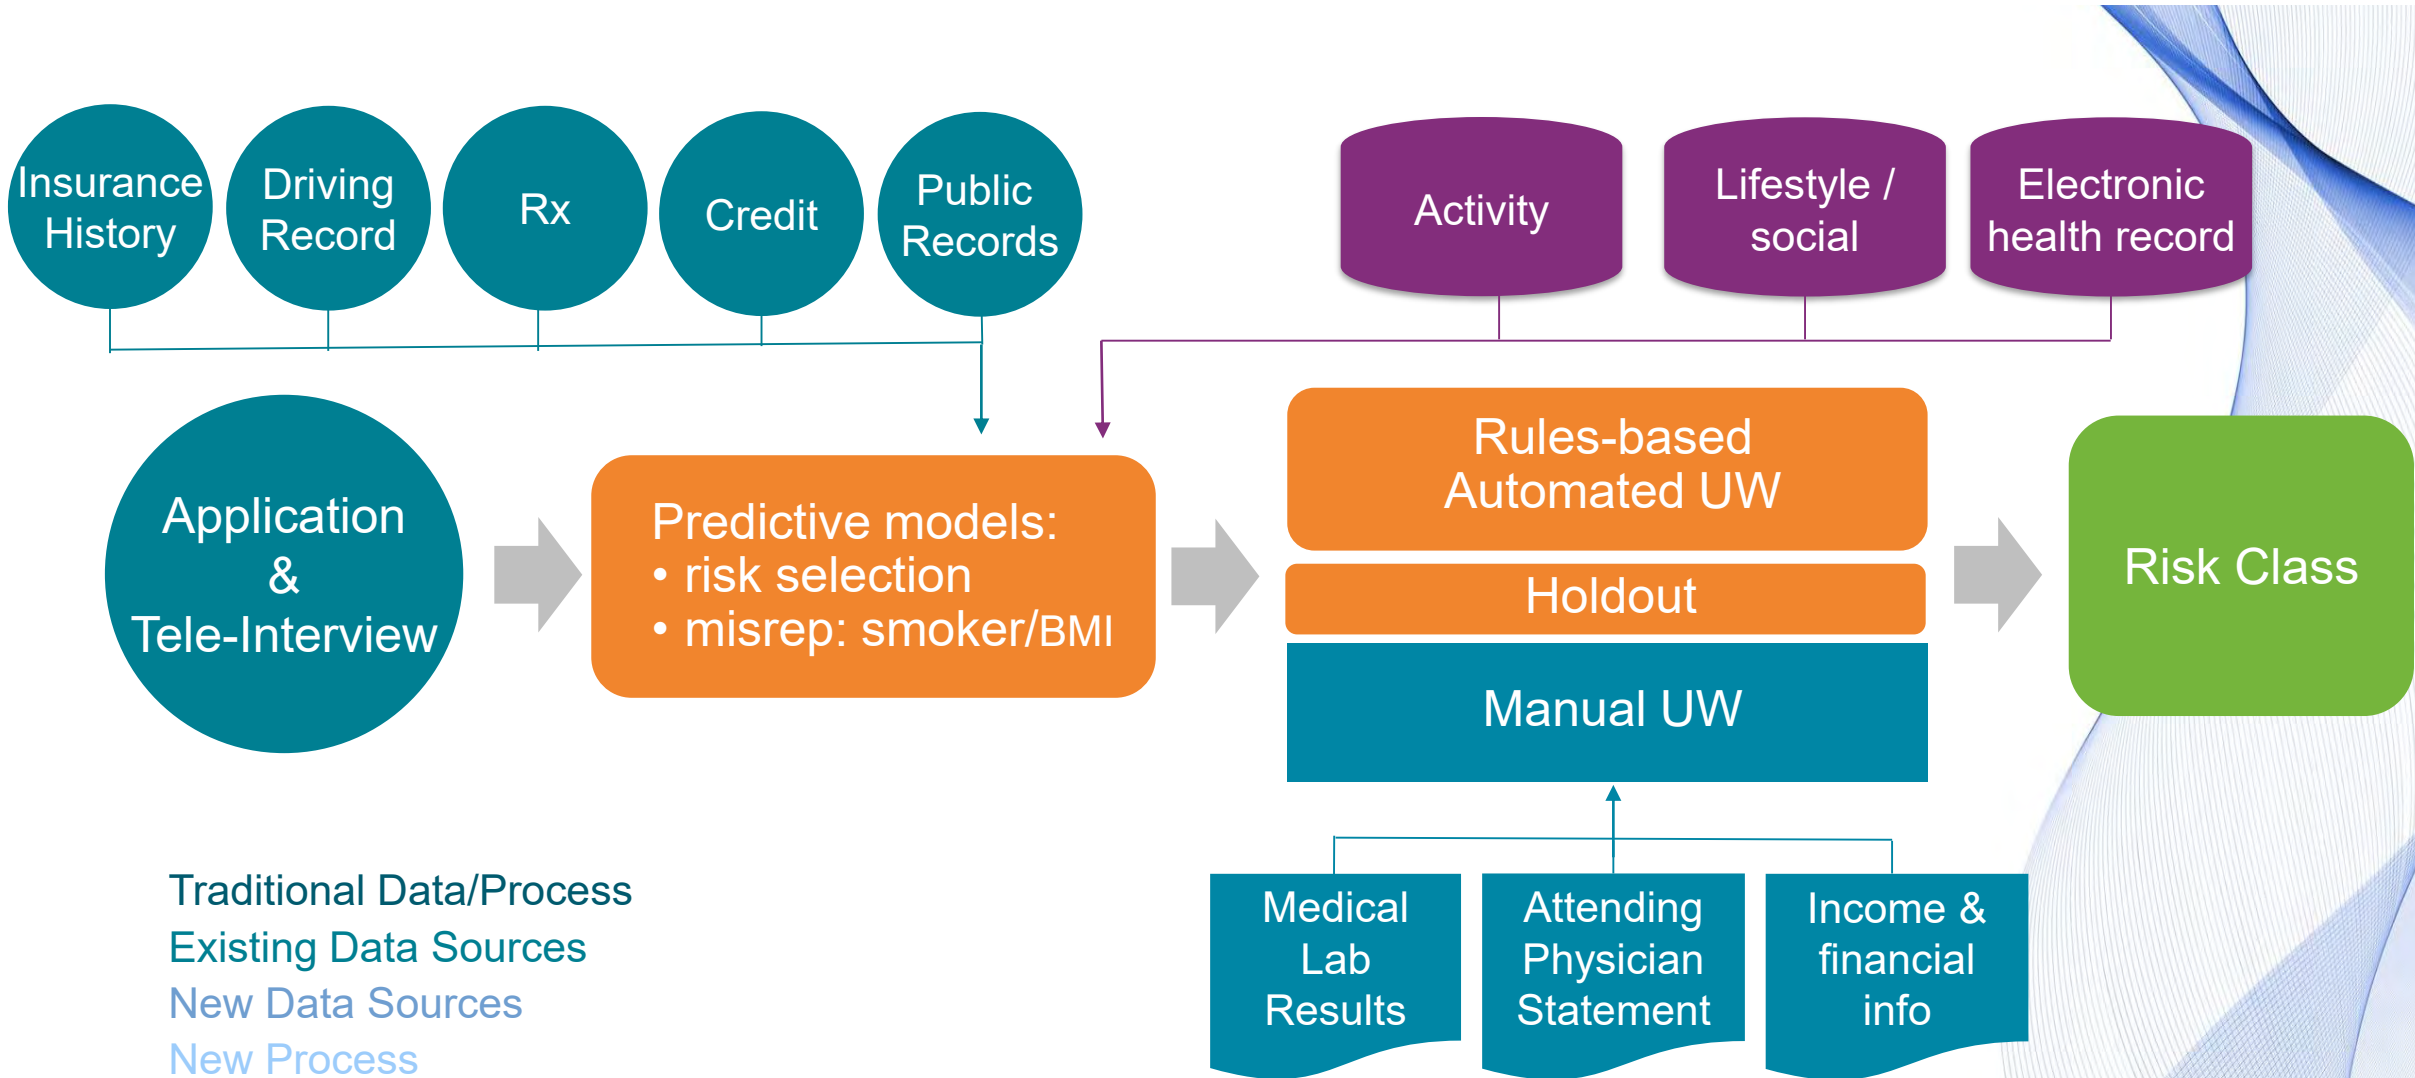 Insurance
History
Driving
Record
Rx
Credit
Public
Records
Activity
Lifestyle /
social
Electronic
health record
Application
&
Tele-Interview
Predictive models:
• risk selection
• misrep: smoker/BMI
Rules-based
Automated UW
Holdout
Manual UW
Risk Class
Medical
Lab
Results
Attending
Physician
Statement
Income &
financial
info
Traditional Data/Process
Existing Data Sources
New Data Sources
New Process